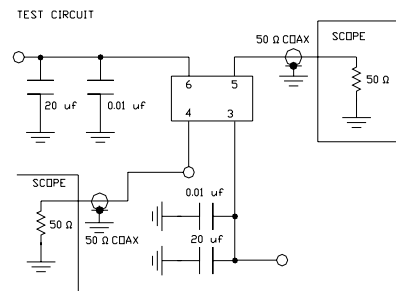 TEST CIRCUIT
50 Ω COAX
SCOPE
6 5
50 Ω
20 uf
0.01 uf
4 3
SCOPE
0.01 uf
50 Ω
50 Ω COAX
20 uf